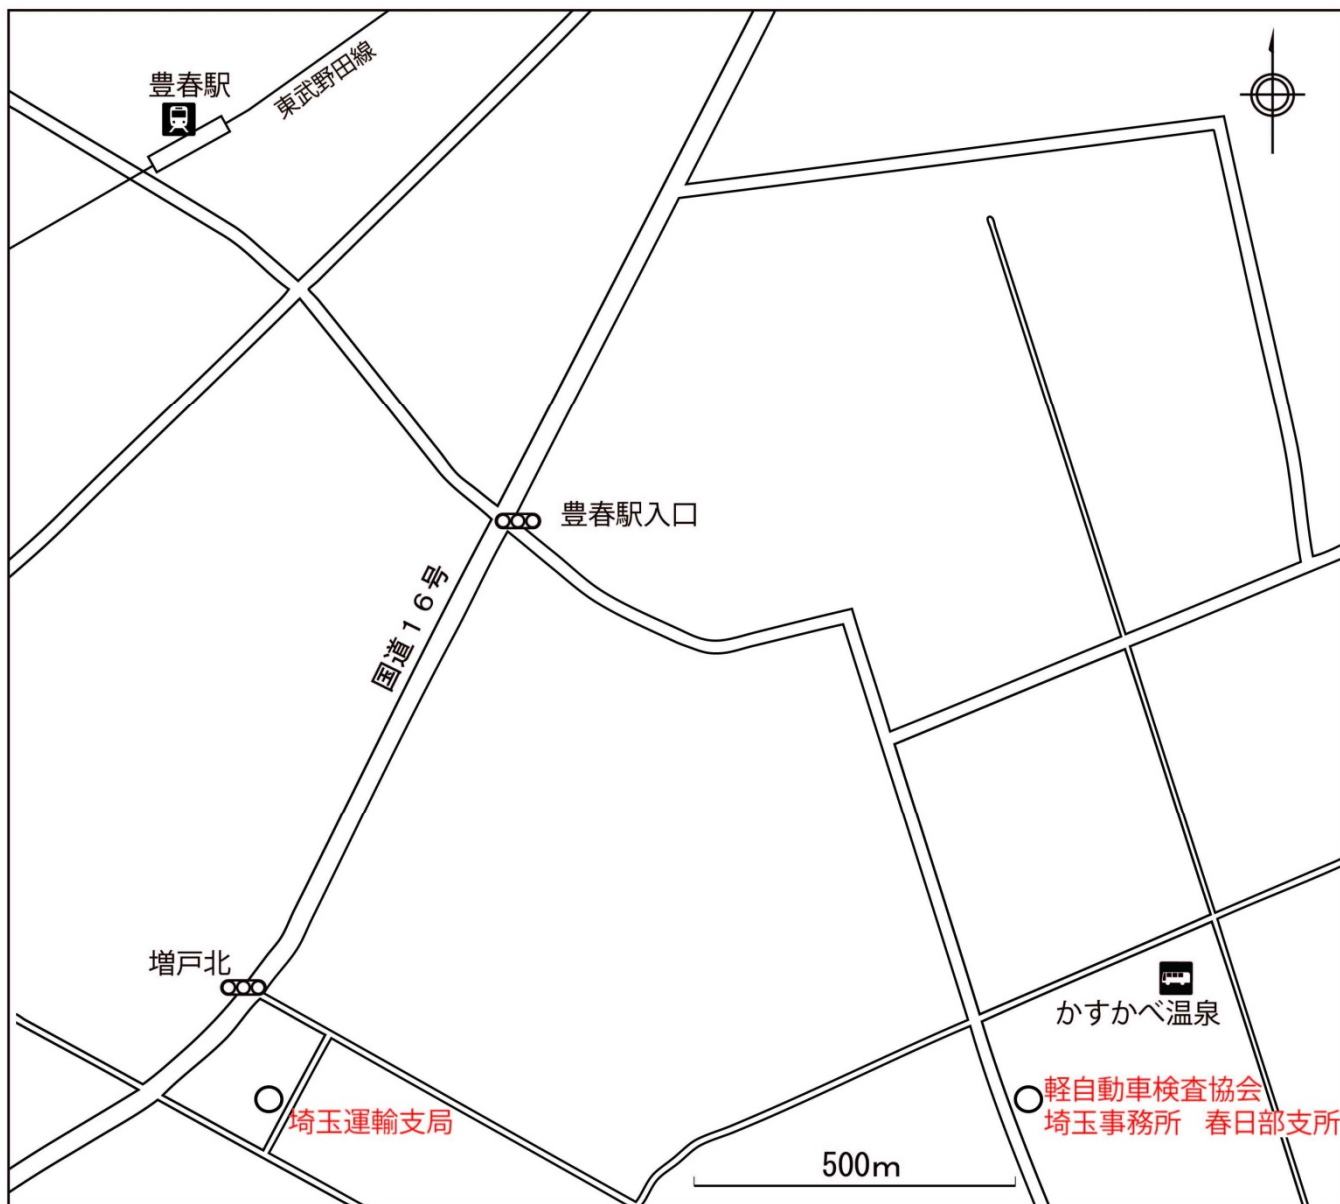 豊春駅
東武野田線
豊春駅入口
国道１６号
増戸北
かすかべ温泉
埼玉運輸支局
軽自動車検査協会
埼玉事務所　春日部支所
500m